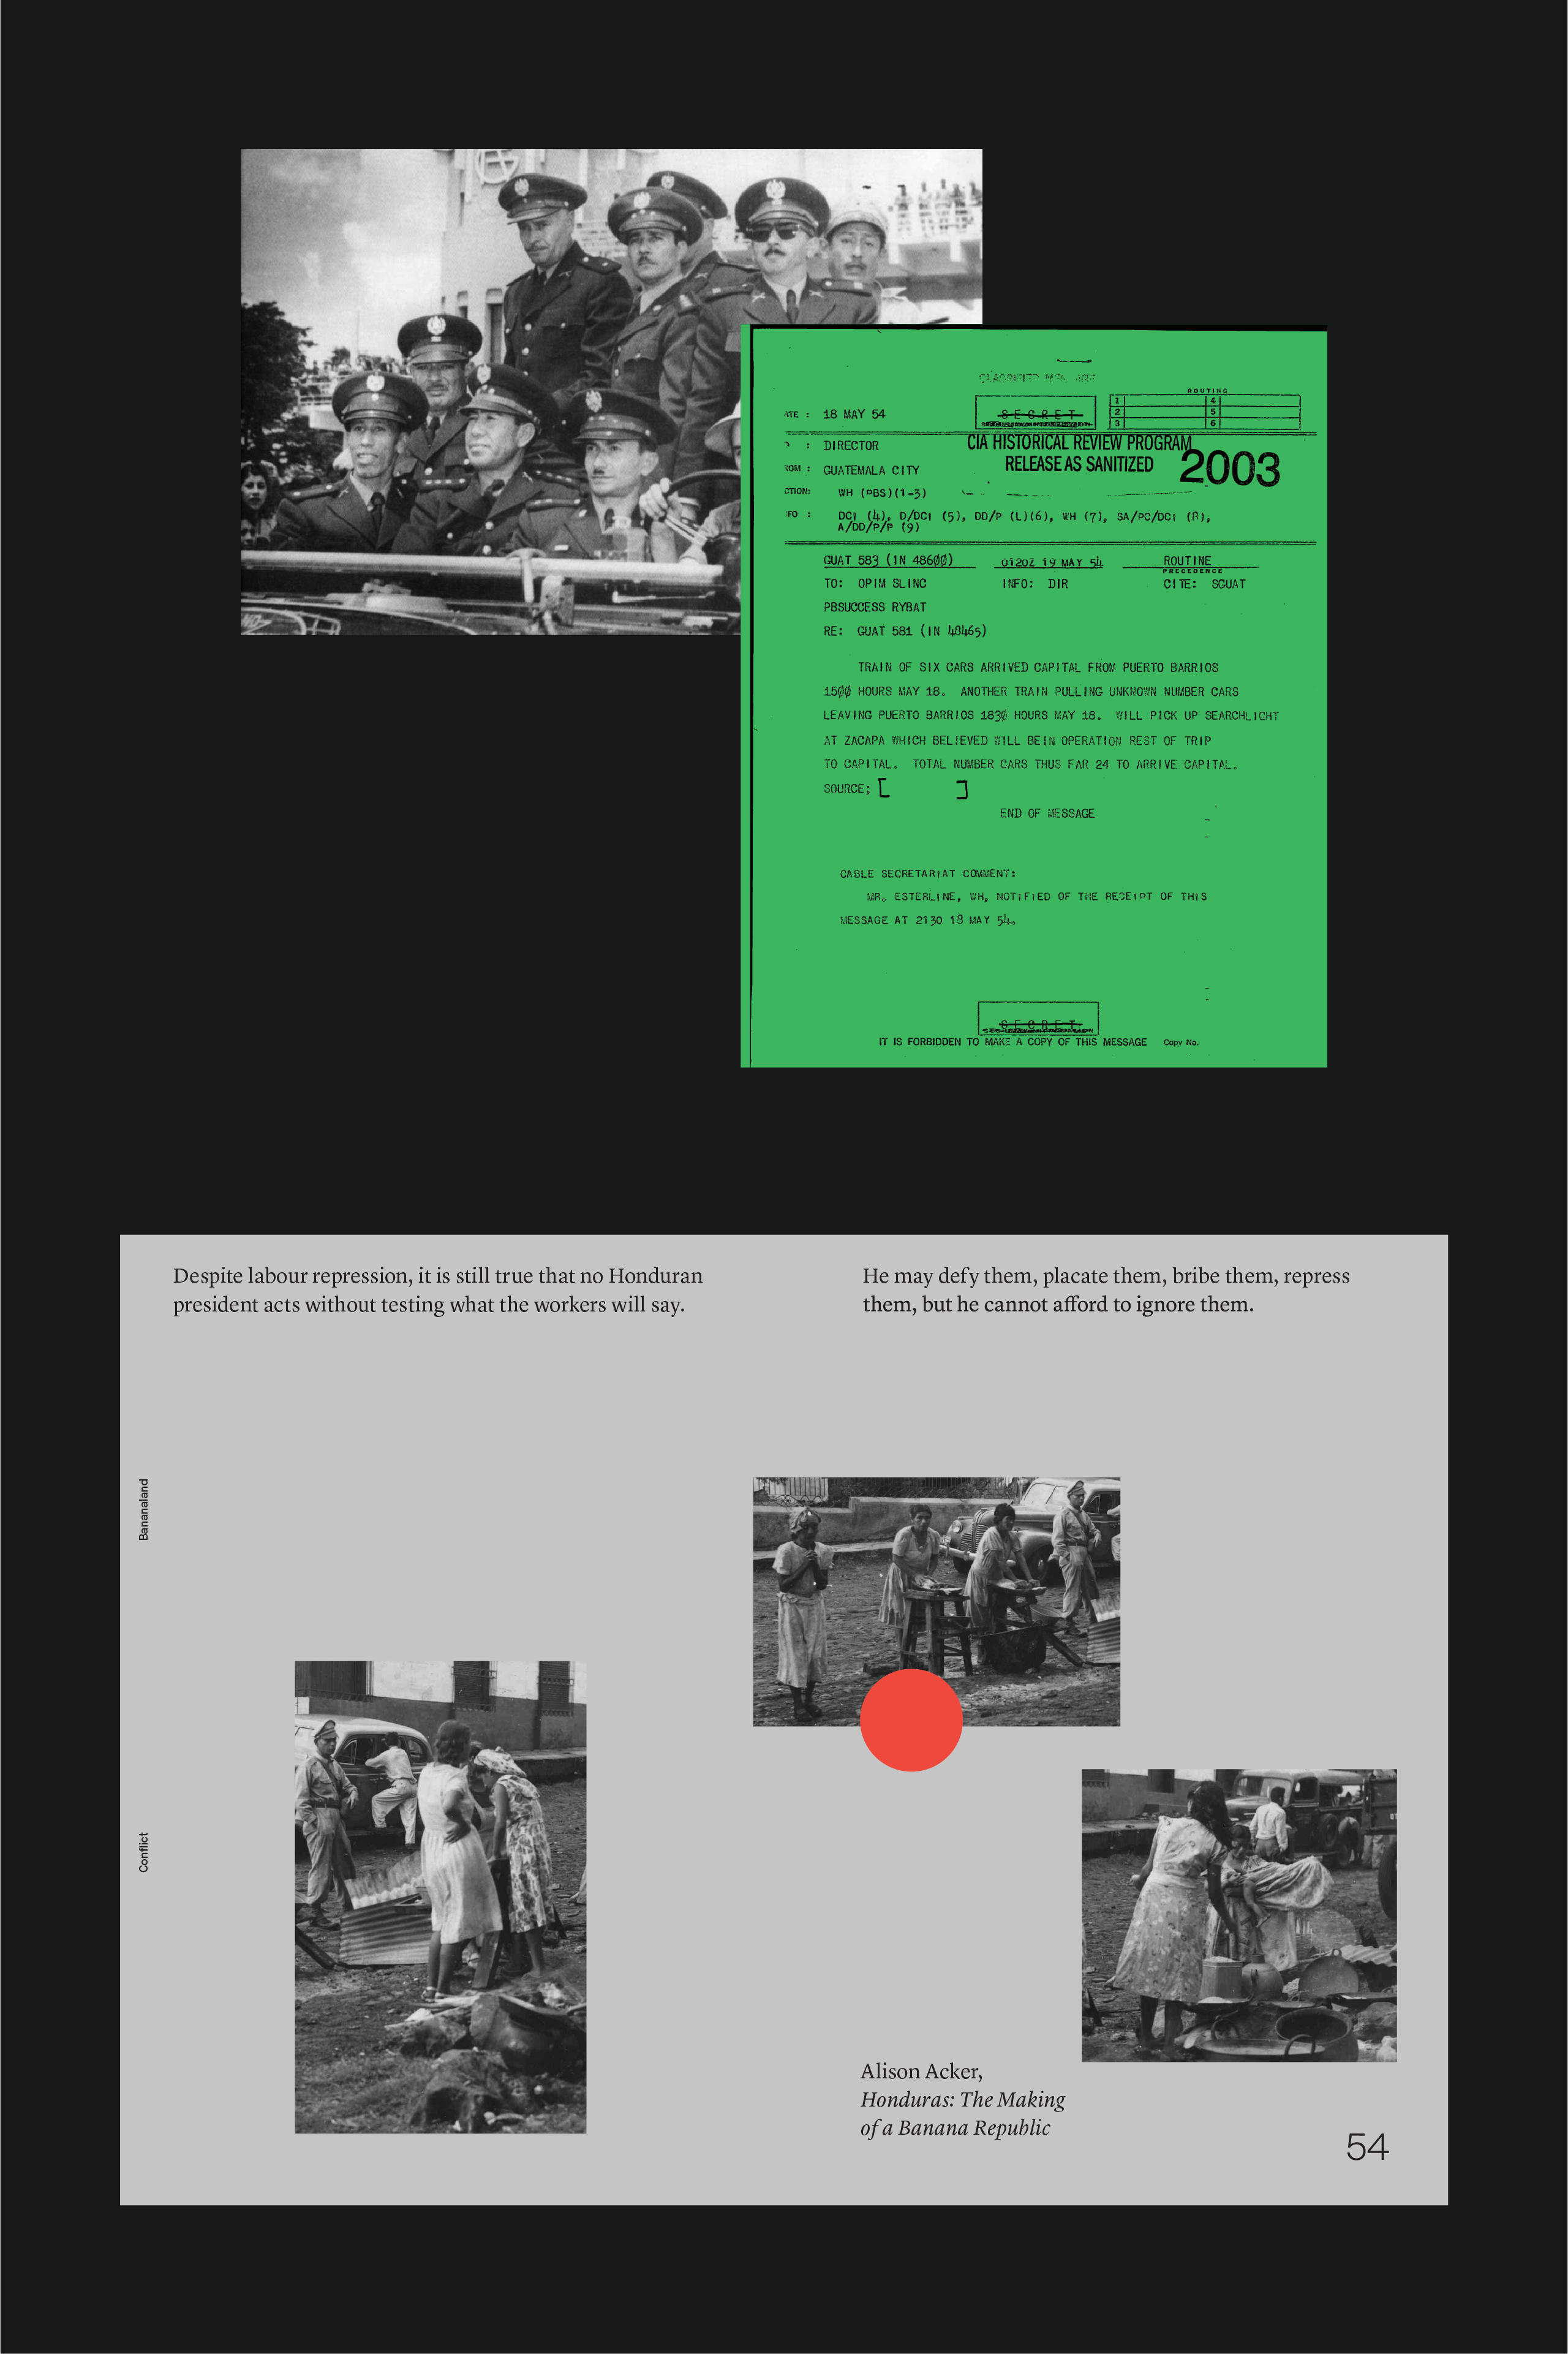 CLASSIFIED
ROUTING
ATE : 18 MAY 54
SECRET
1 4
2 5
3 6
: DIRECTOR
CIA HISTORICAL REVIEW PROGRAM
RELEASE AS SANITIZED
2003
ROM : GUATEMALA CITY
CTION: WH (PBS)(1-3)
FO : DCI (4), D/DCI (5), DD/P (L)(6), WH (7), SA/PC/DCI (8),
A/DD/P/P (9)
GUAT 583 (IN 486ØØ) 0120Z 19 MAY 54 ROUTINE
PRECEDENCE
TO: OPIM SLINC INFO: DIR CITE: SGUAT
PBSUCCESS RYBAT
RE: GUAT 581 (IN 48465)
TRAIN OF SIX CARS ARRIVED CAPITAL FROM PUERTO BARRIOS
15ØØ HOURS MAY 18. ANOTHER TRAIN PULLING UNKNOWN NUMBER CARS
LEAVING PUERTO BARRIOS 183Ø HOURS MAY 18. WILL PICK UP SEARCHLIGHT
AT ZACAPA WHICH BELIEVED WILL BEIN OPERATION REST OF TRIP
TO CAPITAL. TOTAL NUMBER CARS THUS FAR 24 TO ARRIVE CAPITAL.
SOURCE; [ ]
END OF MESSAGE
CABLE SECRETARIAT COMMENT:
MR. ESTERLINE, WH, NOTIFIED OF THE RECEIPT OF THIS
MESSAGE AT 2130 18 MAY 54.
SECRET
IT IS FORBIDDEN TO MAKE A COPY OF THIS MESSAGE Copy No.
Despite labour repression, it is still true that no Honduran
president acts without testing what the workers will say.
He may defy them, placate them, bribe them, repress
them, but he cannot afford to ignore them.
Bananaland
Conflict
Alison Acker,
Honduras: The Making
of a Banana Republic
54